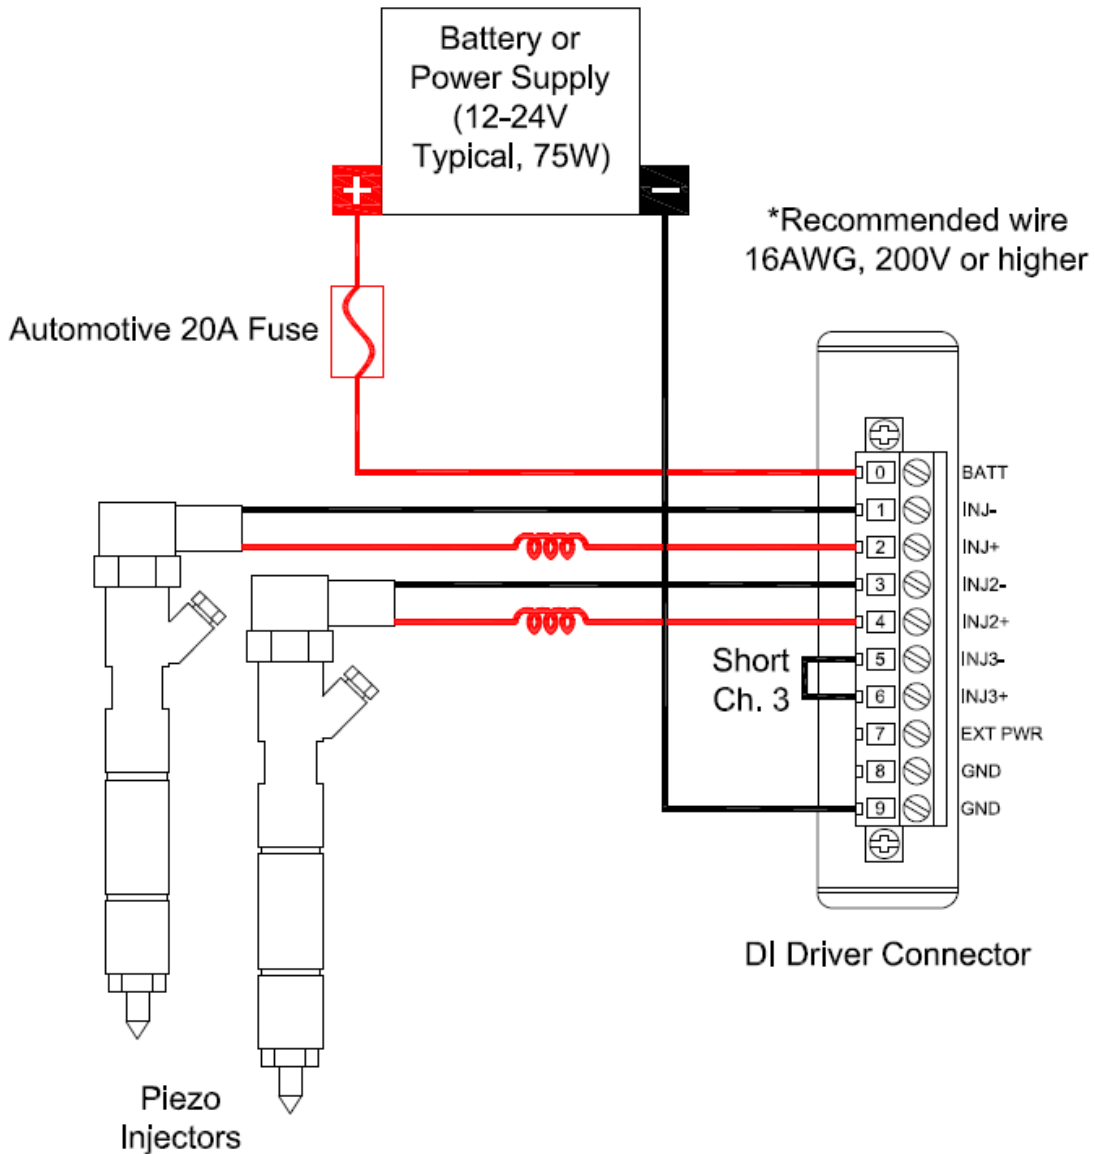 Battery or
Power Supply
(12-24V
Typical, 75W)
+
-
*Recommended wire
16AWG, 200V or higher
Automotive 20A Fuse
0 BATT
1 INJ-
2 INJ+
3 INJ2-
4 INJ2+
5 INJ3-
6 INJ3+
7 EXT PWR
8 GND
9 GND
Short
Ch. 3
DI Driver Connector
Piezo
Injectors